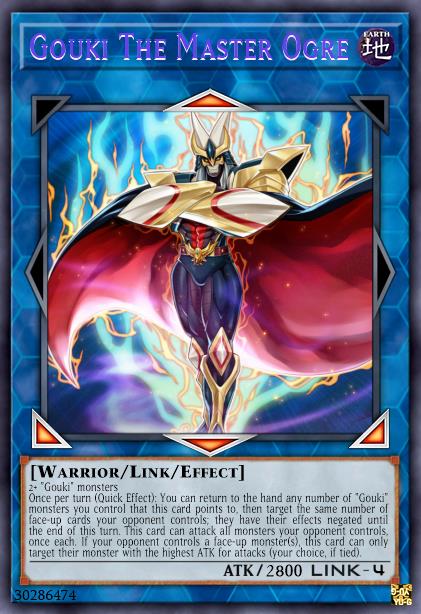 Gouki The Master Ogre
EARTH
地
[Warrior/Link/Effect]
2+ "Gouki" monsters
Once per turn (Quick Effect): You can return to the hand any number of "Gouki"
monsters you control that this card points to, then target the same number of
face-up cards your opponent controls; they have their effects negated until
the end of this turn. This card can attack all monsters your opponent controls,
once each. If your opponent controls a face-up monster(s), this card can only
target their monster with the highest ATK for attacks (your choice, if tied).
ATK/2800 LINK-4
30286474